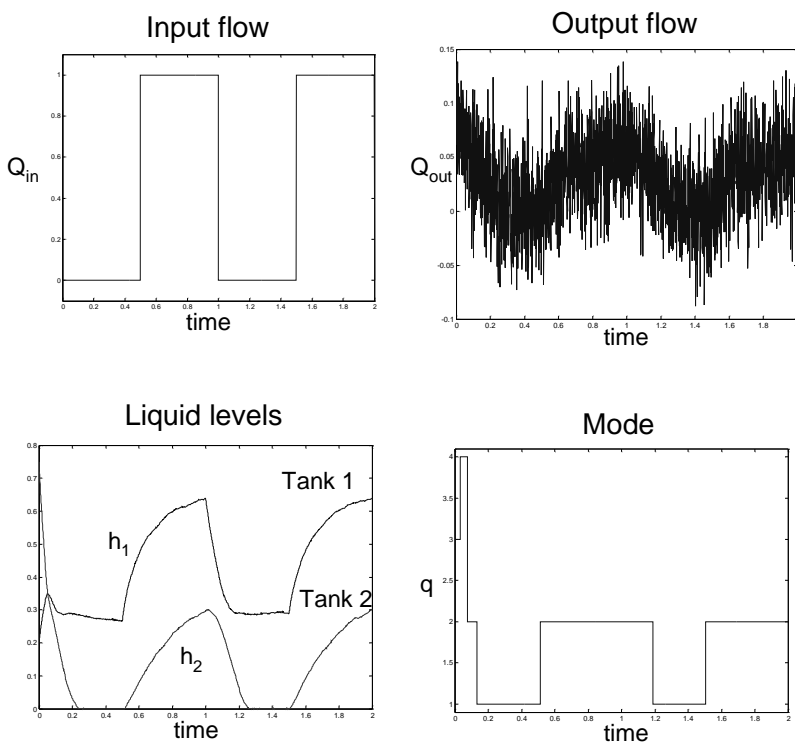 Input flow
1
0.8
0.6
0.4
0.2
0
Q_in
0 0.2 0.4 0.6 0.8 1 1.2 1.4 1.6 1.8 2
time
Output flow
0.15
0.1
0.05
0
-0.05
-0.1
Q_out
0 0.2 0.4 0.6 0.8 1 1.2 1.4 1.6 1.8
time
Liquid levels
0.8
0.7
0.6
0.5
0.4
0.3
0.2
0.1
0
Tank 1
h_1
Tank 2
h_2
0 0.2 0.4 0.6 0.8 1 1.2 1.4 1.6 1.8 2
time
Mode
4
3.5
3
2.5
2
1.5
1
q
0 0.2 0.4 0.6 0.8 1 1.2 1.4 1.6 1.8 2
time